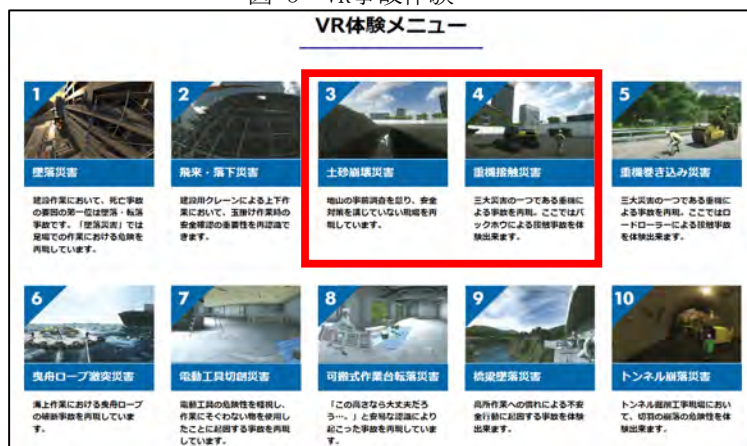 VR体験メニュー
1
墜落災害
建設作業において、死亡事故
の要因の第一位は墜落・転落
事故です。「墜落災害」では
足場での作業における危険を
再現しています。
2
飛来・落下災害
建設用クレーンによる上下作
業において、玉掛け作業時の
安全確認の重要性を再認識で
きます。
3
土砂崩壊災害
地山の事前調査を怠り、安全
対策を講じていない現場を再
現しています。
4
重機接触災害
三大災害の一つである重機に
よる事故を再現。ここではバ
ックホウによる接触事故を体
験出来ます。
5
重機巻き込み災害
三大災害の一つである重機に
よる事故を再現。ここではロ
ードローラーによる接触事故
を体験出来ます。
6
曳舟ロープ激突災害
海上作業における曳舟ロープ
の破断事故を再現していま
す。
7
電動工具切創災害
電動工具の危険性を軽視し、
作業にそぐわない物を使用し
たことに起因する事故を再現
しています。
8
可搬式作業台転落災害
「この高さなら大丈夫だろ
う…。」と安易な認識により
起こった事故を再現していま
す。
9
橋梁墜落災害
高所作業への慣れによる不安
全行動に起因する事故を体験
出来ます。
10
トンネル崩落災害
トンネル掘削工事現場におい
て、切羽の崩落の危険性を体
験出来ます。